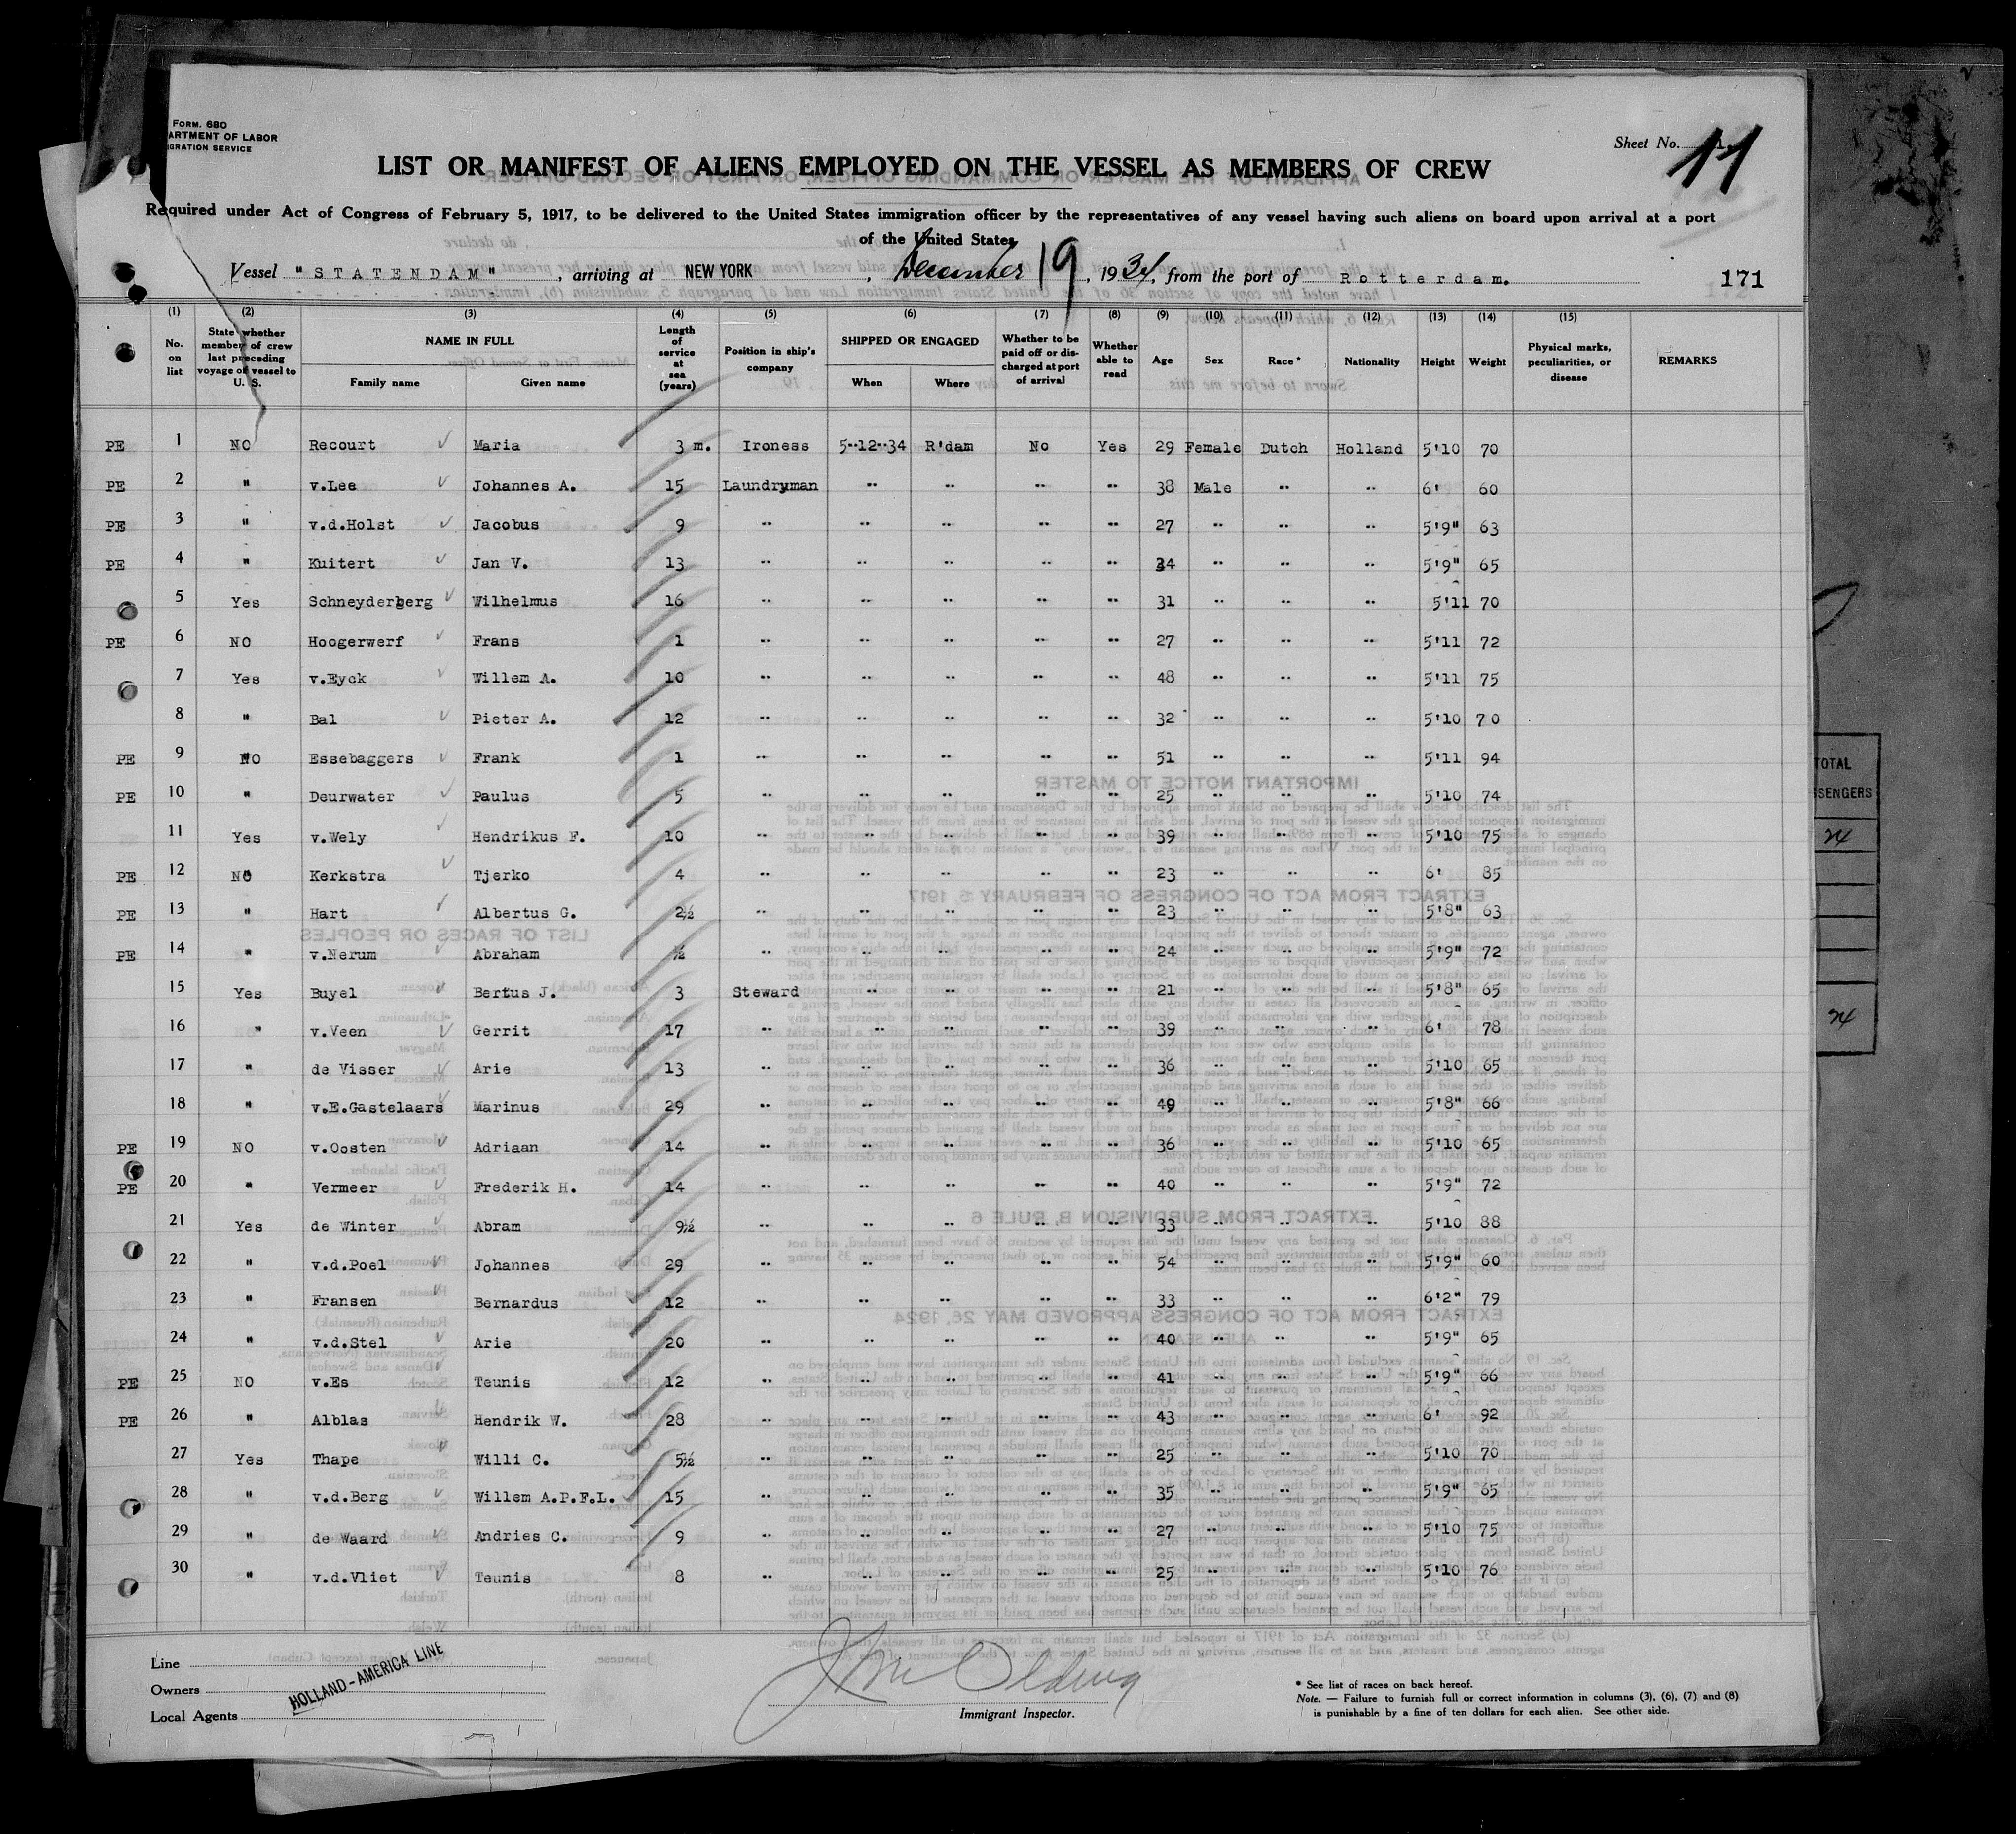 Form. 680
ARTMENT OF LABOR
IGRATION SERVICE
Sheet No. 11
LIST OR MANIFEST OF ALIENS EMPLOYED ON THE VESSEL AS MEMBERS OF CREW
Required under Act of Congress of February 5, 1917, to be delivered to the United States immigration officer by the representatives of any vessel having such aliens on board upon arrival at a port
of the United States
Vessel "STATENDAM", arriving at NEW YORK, December 19, 1934, from the port of Rotterdam. 171
(1) (2) (3) (4) (5) (6) (7) (8) (9) (10) (11) (12) (13) (14) (15)
No. on list | State whether member of crew last preceding voyage of vessel to U. S. | NAME IN FULL | Family name | Given name | Length of service at sea (years) | Position in ship's company | SHIPPED OR ENGAGED | When | Where | Whether to be paid off or discharged at port of arrival | Whether able to read | Age | Sex | Race * | Nationality | Height | Weight | Physical marks, peculiarities, or disease | REMARKS
PE 1 NO Recourt Maria 3 m. Ironess 5-12-34 R'dam No Yes 29 Female Dutch Holland 5'10 70
PE 2 " v.Lee Johannes A. 15 Laundryman " " " " 38 Male " " 6' 60
PE 3 " v.d.Holst Jacobus 9 " " " " " 27 " " " 5'9" 63
PE 4 " Kuitert Jan V. 13 " " " " " 34 " " " 5'9" 65
5 Yes Schneyderberg Wilhelmus 16 " " " " " 31 " " " 5'11 70
PE 6 NO Hoogerwerf Frans 1 " " " " " 27 " " " 5'11 72
7 Yes v.Eyck Willem A. 10 " " " " " 48 " " " 5'11 75
8 " Bal Pieter A. 12 " " " " " 32 " " " 5'10 70
PE 9 NO Essebaggers Frank 1 " " " " " 51 " " " 5'11 94
PE 10 " Deurwater Paulus 5 " " " " " 25 " " " 5'10 74
11 Yes v.Wely Hendrikus F. 10 " " " " " 39 " " " 5'10 75
PE 12 NO Kerkstra Tjerko 4 " " " " " 23 " " " 6' 85
PE 13 " Hart Albertus G. 2½ " " " " " 23 " " " 5'8" 63
PE 14 " v.Nerum Abraham ½ " " " " " 24 " " " 5'9" 72
15 Yes Buyel Bertus J. 3 Steward " " " " 21 " " " 5'8" 65
16 " v.Veen Gerrit 17 " " " " " 39 " " " 6' 78
17 " de Visser Arie 13 " " " " " 36 " " " 5'10 65
18 " v.E.Gastelaars Marinus 29 " " " " " 49 " " " 5'8" 66
PE 19 NO v.Oosten Adriaan 14 " " " " " 36 " " " 5'10 65
PE 20 " Vermeer Frederik H. 14 " " " " " 40 " " " 5'9" 72
21 Yes de Winter Abram 9½ " " " " " 33 " " " 5'10 88
22 " v.d.Poel Johannes 29 " " " " " 54 " " " 5'9" 60
23 " Fransen Bernardus 12 " " " " " 33 " " " 6'2" 79
24 " v.d.Stel Arie 20 " " " " " 40 " " " 5'9" 65
PE 25 NO v.Es Teunis 12 " " " " " 41 " " " 5'9" 66
PE 26 " Alblas Hendrik W. 28 " " " " " 43 " " " 6' 92
27 Yes Thape Willi C. 5½ " " " " " 25 " " " 5'10 70
28 " v.d.Berg Willem A.P.F.L. 15 " " " " " 35 " " " 5'9" 65
29 " de Waard Andries C. 9 " " " " " 27 " " " 5'10 75
30 " v.d.Vliet Teunis 8 " " " " " 25 " " " 5'10 76
TOTAL
SENGERS
24
24
Line
Owners
Local Agents
HOLLAND-AMERICA LINE
Immigrant Inspector.
* See list of races on back hereof.
Note. — Failure to furnish full or correct information in columns (3), (6), (7) and (8)
is punishable by a fine of ten dollars for each alien. See other side.